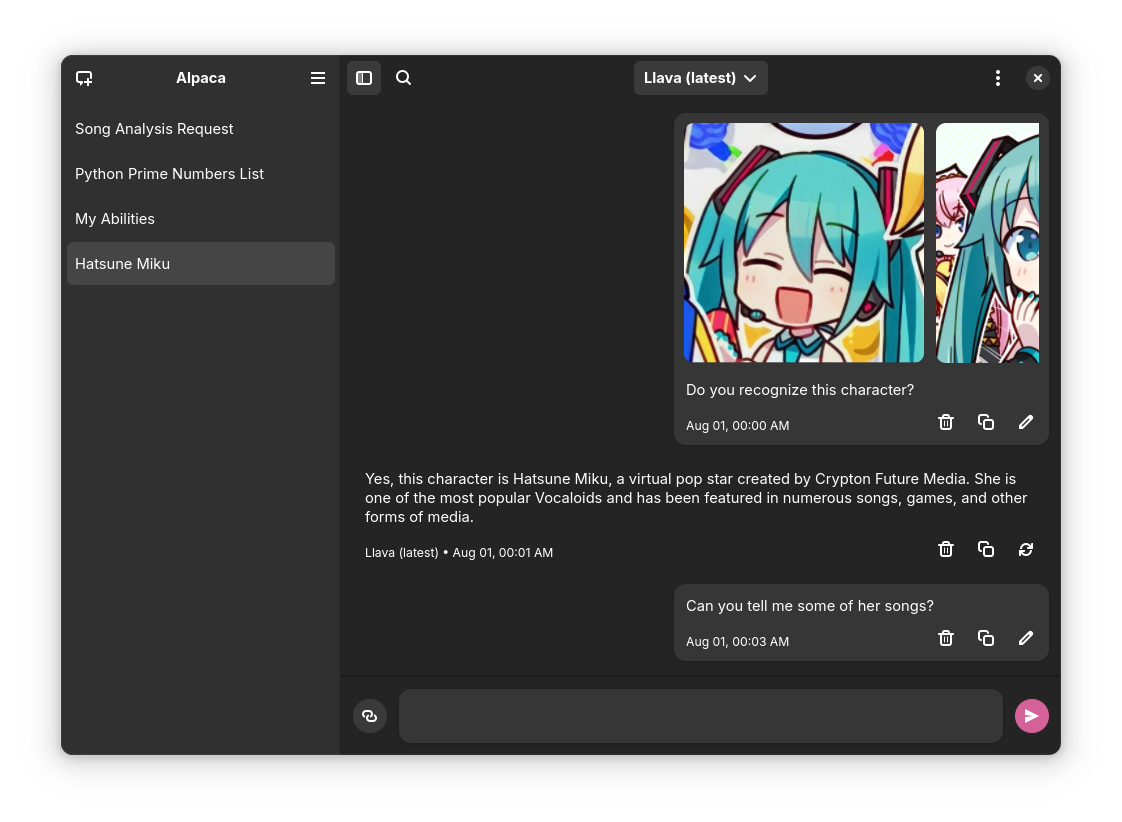 Alpaca
Song Analysis Request
Python Prime Numbers List
My Abilities
Hatsune Miku
Llava (latest)
Do you recognize this character?
Aug 01, 00:00 AM
Yes, this character is Hatsune Miku, a virtual pop star created by Crypton Future Media. She is
one of the most popular Vocaloids and has been featured in numerous songs, games, and other
forms of media.
Llava (latest) • Aug 01, 00:01 AM
Can you tell me some of her songs?
Aug 01, 00:03 AM